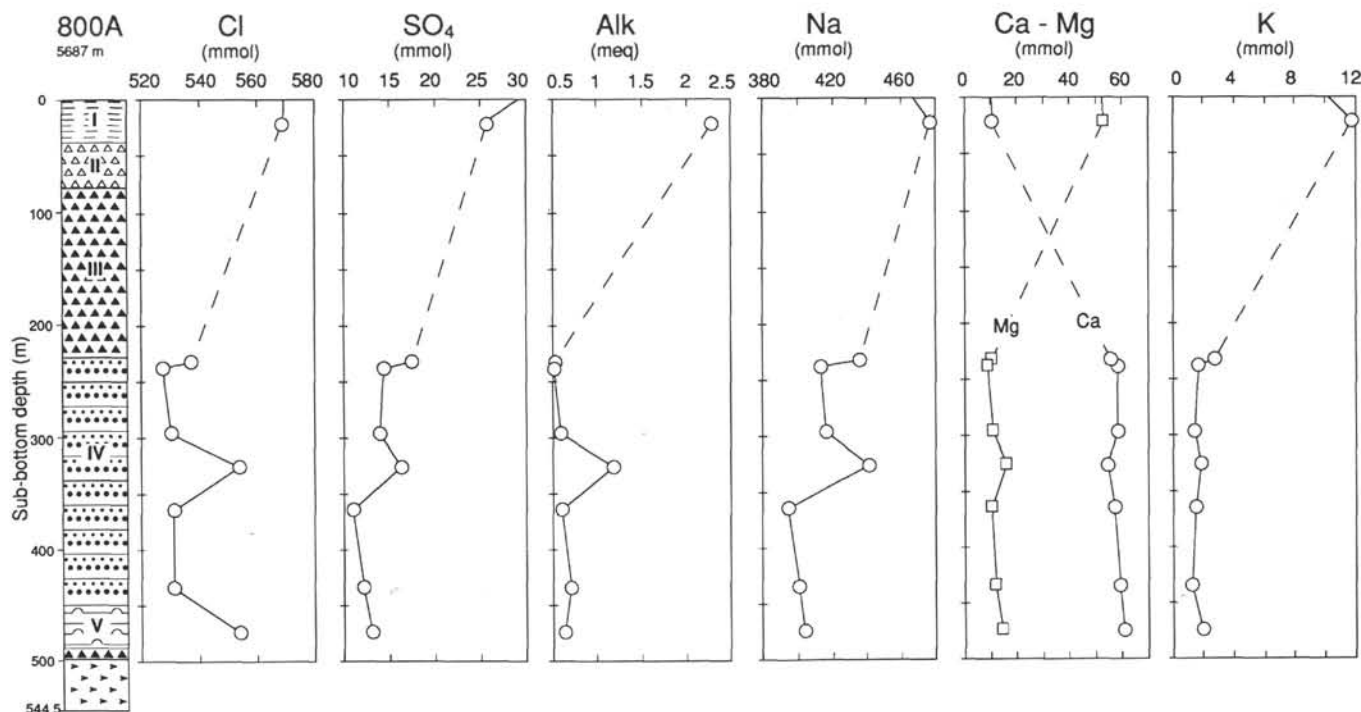 800A
5687 m
Cl
(mmol)
SO₄
(mmol)
Alk
(meq)
Na
(mmol)
Ca - Mg
(mmol)
K
(mmol)
520 540 560 580
10 15 20 25 30
0.5 1 1.5 2 2.5
380 420 460
0 20 40 60
0 4 8 12
Sub-bottom depth (m)
0
100
200
300
400
500
544.5
I
II
III
IV
V
Mg
Ca